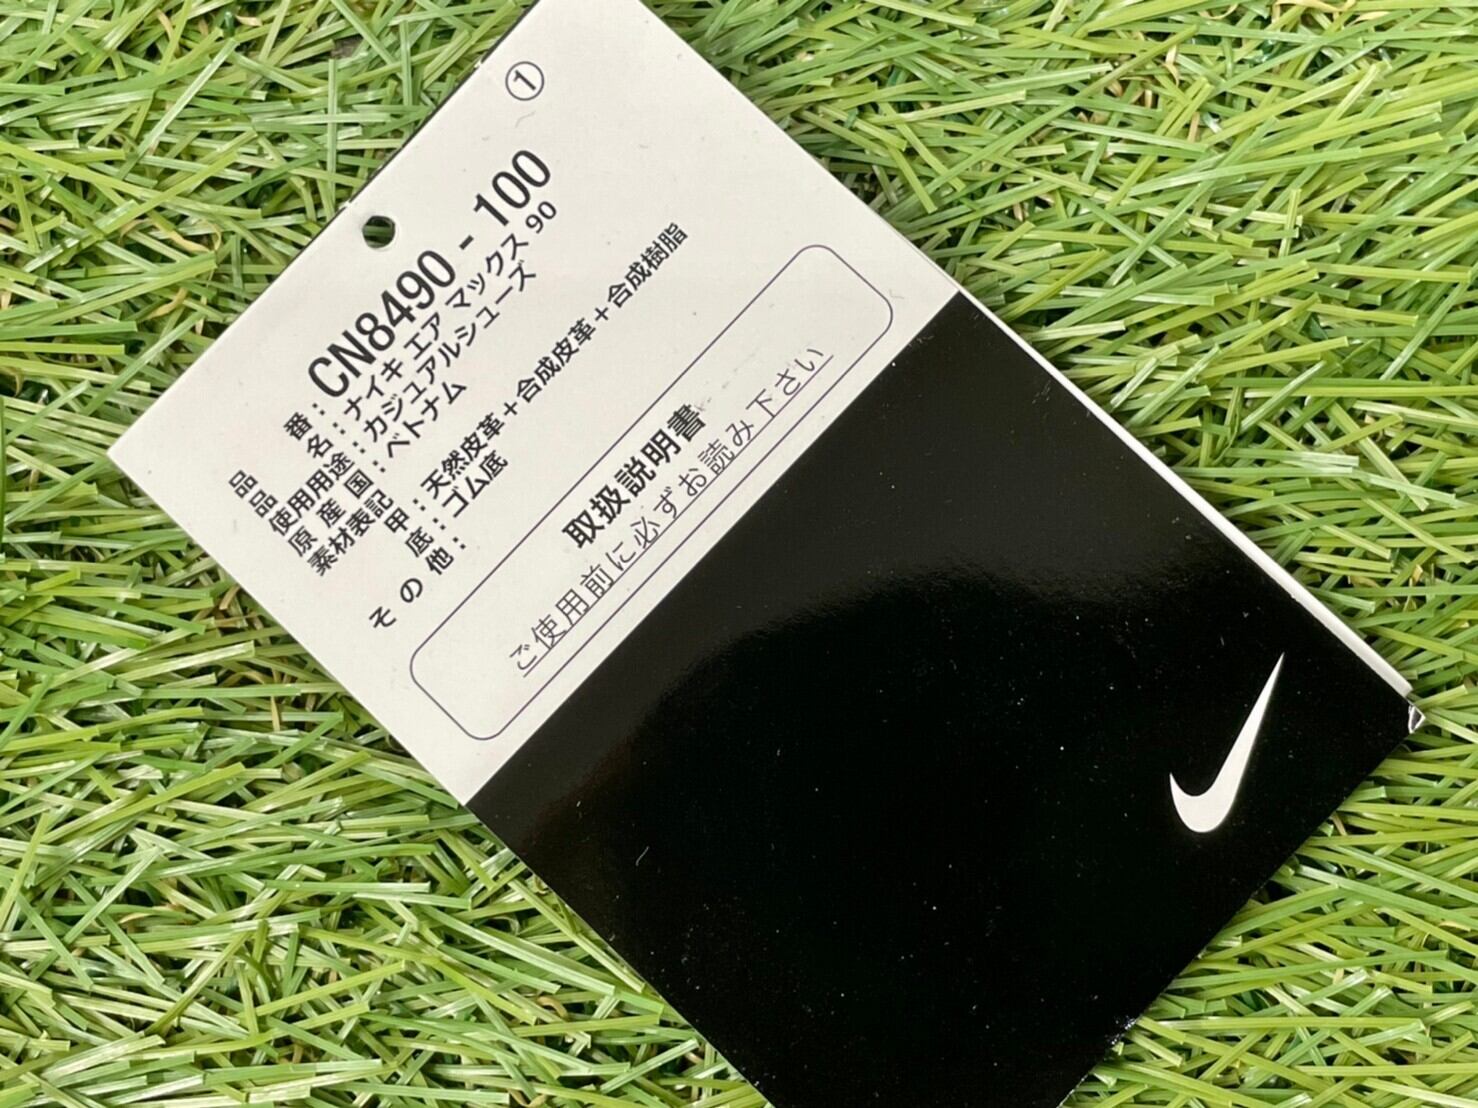 ①
品 番：CN8490 - 100
品 名：ナイキ エア マックス 90
使用用途：カジュアルシューズ
原 産 国：ベトナム
素材表記 甲：天然皮革＋合成皮革＋合成樹脂
底：ゴム底
そ の 他：
取扱説明書
ご使用前に必ずお読み下さい